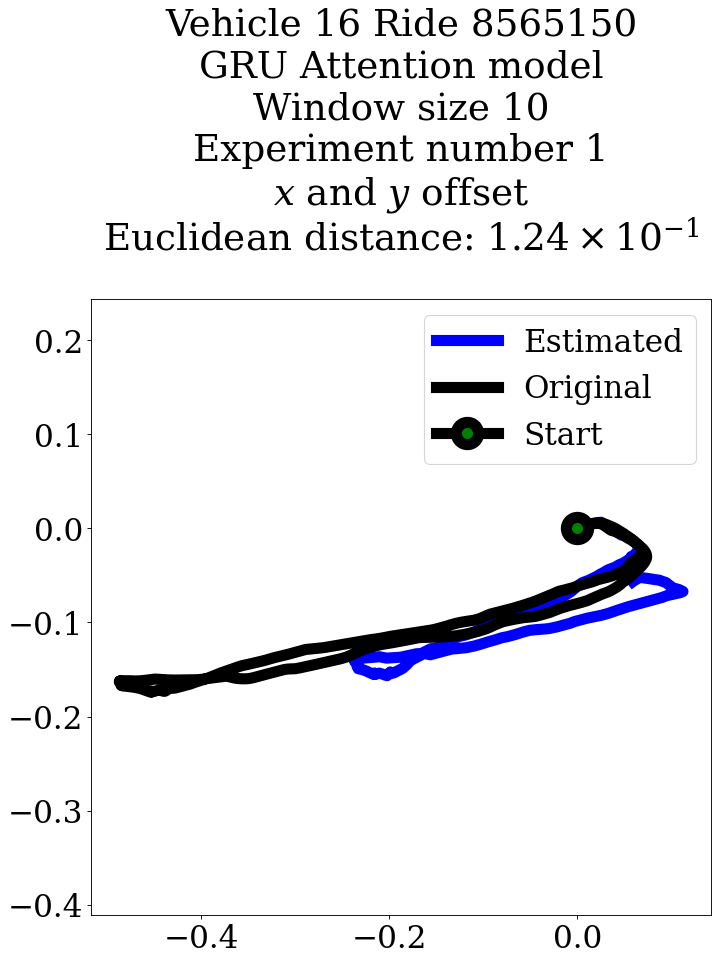 Vehicle 16 Ride 8565150
GRU Attention model
Window size 10
Experiment number 1
x and y offset
Euclidean distance: 1.24 × 10⁻¹
Estimated
Original
Start
0.2
0.1
0.0
−0.1
−0.2
−0.3
−0.4
−0.4 −0.2 0.0